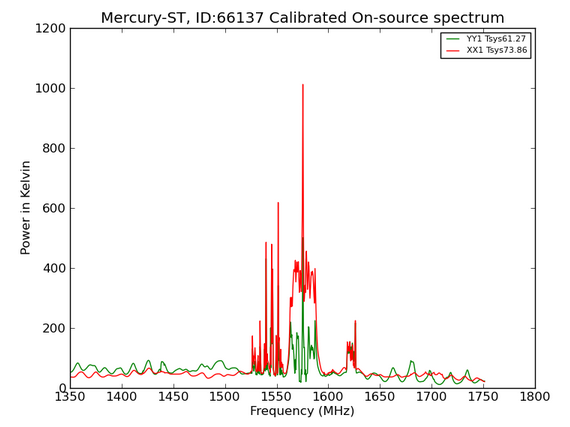 Mercury-ST, ID:66137 Calibrated On-source spectrum
1200
1000
800
600
400
200
0
Power in Kelvin
YY1 Tsys61.27
XX1 Tsys73.86
1350 1400 1450 1500 1550 1600 1650 1700 1750 1800
Frequency (MHz)